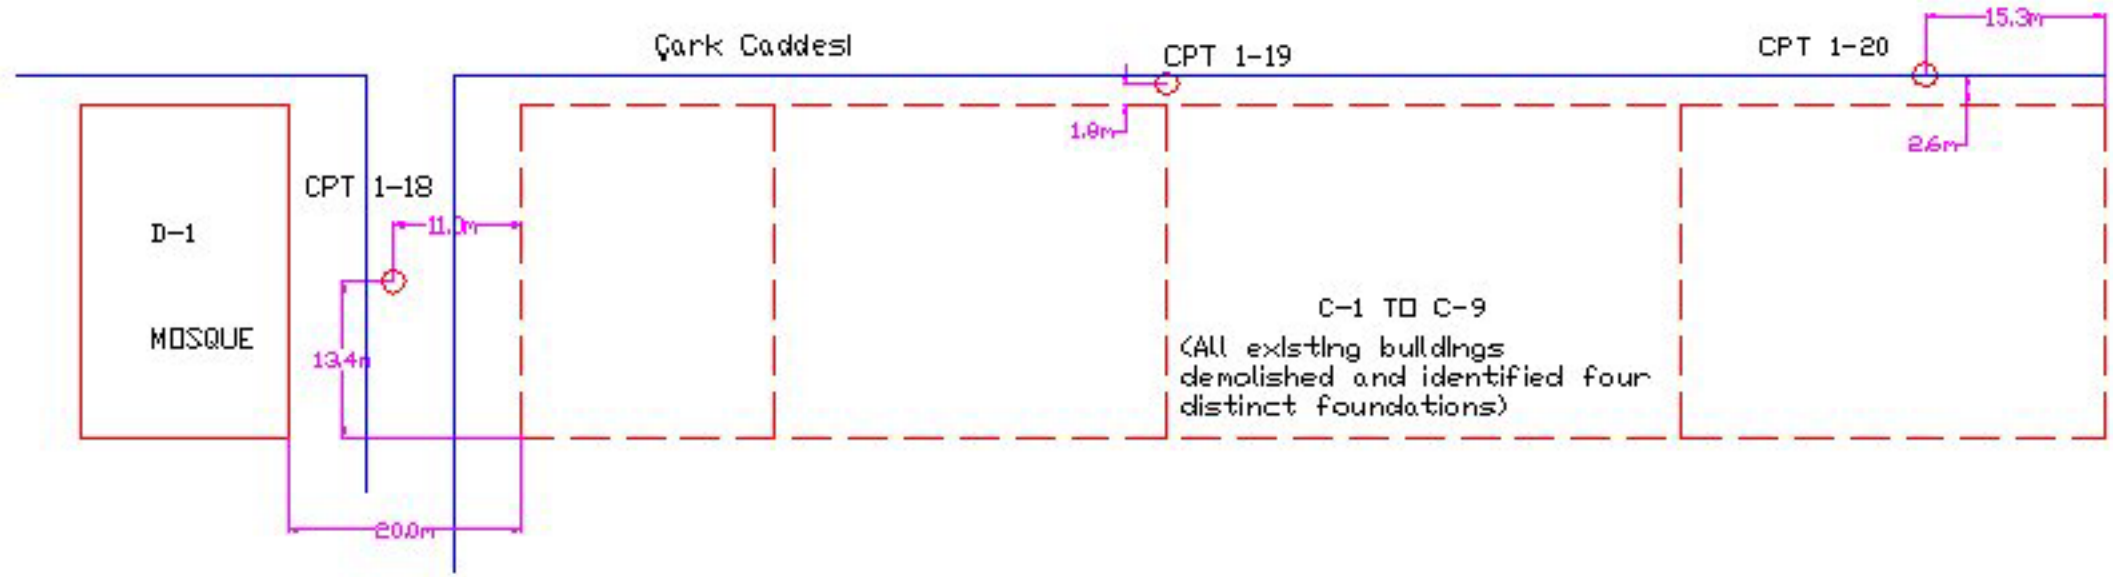 Çark Caddesi
CPT 1-19
CPT 1-20
15.3m
1.8m
2.6m
CPT 1-18
11.0m
D-1
MOSQUE
13.4m
C-1 TO C-9
(All existing buildings
demolished and identified four
distinct foundations)
20.0m